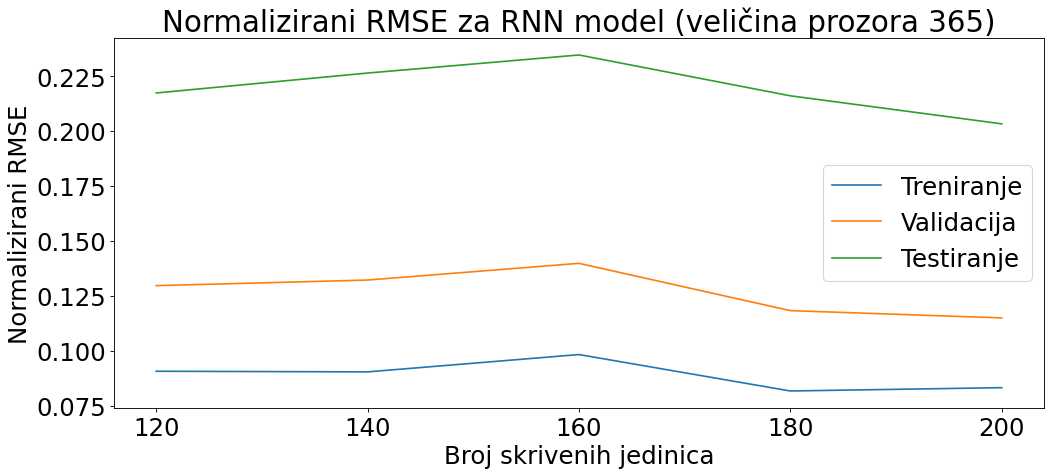 Normalizirani RMSE za RNN model (veličina prozora 365)
Normalizirani RMSE
0.225
0.200
0.175
0.150
0.125
0.100
0.075
Treniranje
Validacija
Testiranje
120 140 160 180 200
Broj skrivenih jedinica